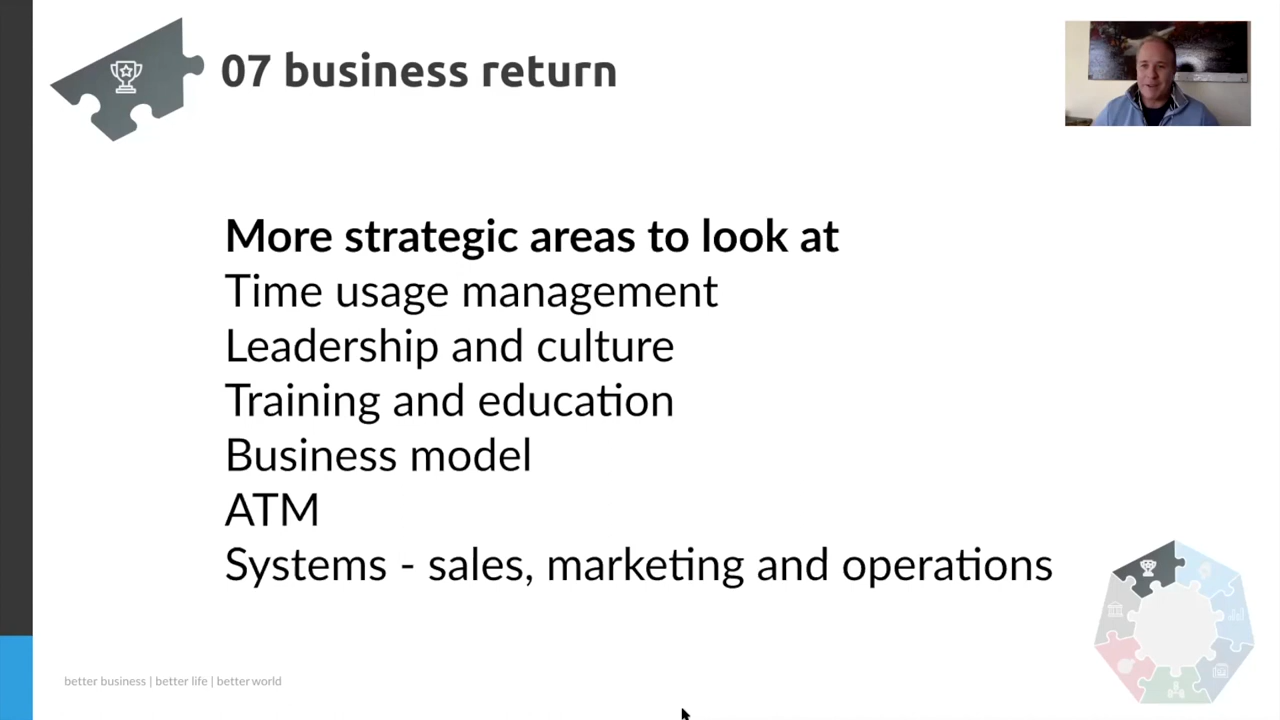 07 business return
More strategic areas to look at
Time usage management
Leadership and culture
Training and education
Business model
ATM
Systems - sales, marketing and operations
better business | better life | better world